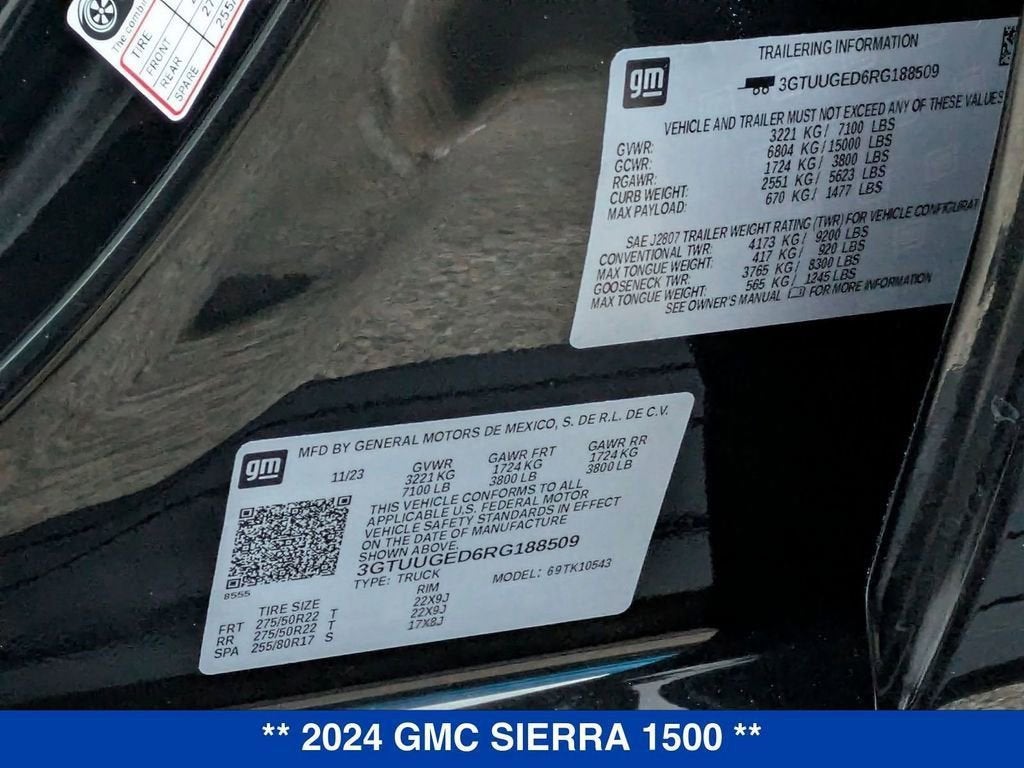 The combin
TIRE
FRONT
REAR
SPARE
27
255/
gm
TRAILERING INFORMATION
3GTUUGED6RG188509
VEHICLE AND TRAILER MUST NOT EXCEED ANY OF THESE VALUES
GVWR: 3221 KG/ 7100 LBS
GCWR: 6804 KG/ 15000 LBS
RGAWR: 1724 KG/ 3800 LBS
CURB WEIGHT: 2551 KG/ 5623 LBS
MAX PAYLOAD: 670 KG/ 1477 LBS
SAE J2807 TRAILER WEIGHT RATING (TWR) FOR VEHICLE CONFIGURAT
CONVENTIONAL TWR: 4173 KG/ 9200 LBS
MAX TONGUE WEIGHT: 417 KG/ 920 LBS
GOOSENECK TWR: 3765 KG/ 8300 LBS
MAX TONGUE WEIGHT: 565 KG/ 1245 LBS
SEE OWNER'S MANUAL FOR MORE INFORMATION
gm
MFD BY GENERAL MOTORS DE MEXICO, S. DE R.L. DE C.V.
11/23 GVWR GAWR FRT GAWR RR
3221 KG 1724 KG 1724 KG
7100 LB 3800 LB 3800 LB
THIS VEHICLE CONFORMS TO ALL
APPLICABLE U.S. FEDERAL MOTOR
VEHICLE SAFETY STANDARDS IN EFFECT
ON THE DATE OF MANUFACTURE
SHOWN ABOVE.
3GTUUGED6RG188509
TYPE: TRUCK MODEL: 69TK10543
8555
TIRE SIZE RIM
FRT 275/50R22 T 22X9J
RR 275/50R22 T 22X9J
SPA 255/80R17 S 17X8J
** 2024 GMC SIERRA 1500 **